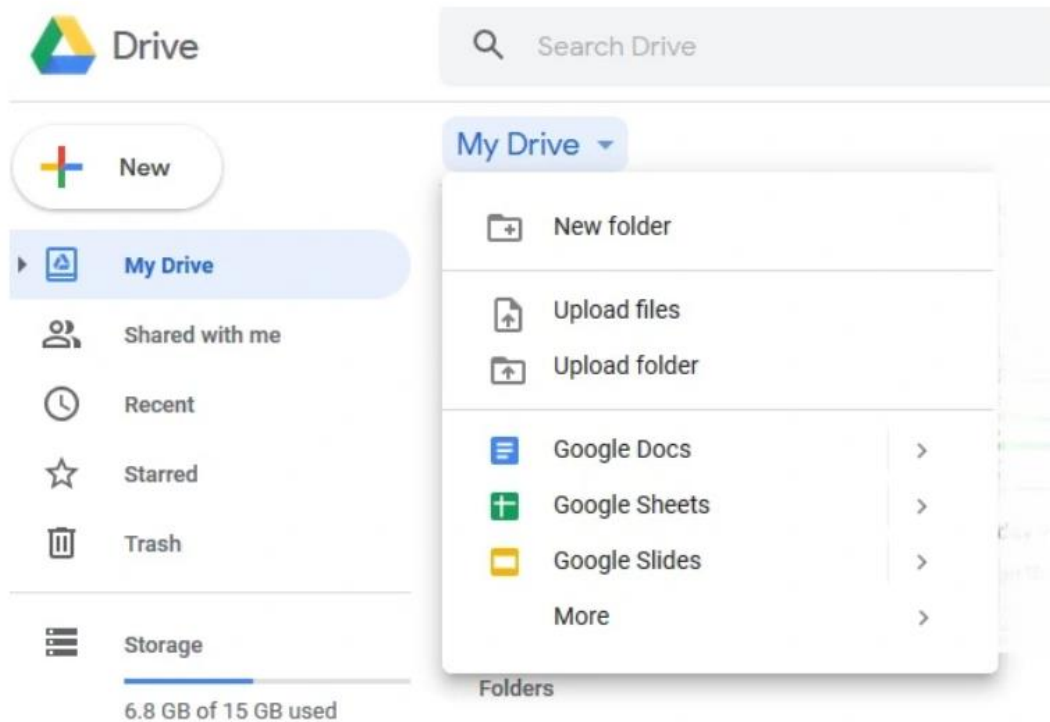 Drive
Search Drive
New
My Drive
Shared with me
Recent
Starred
Trash
Storage
6.8 GB of 15 GB used
My Drive
New folder
Upload files
Upload folder
Google Docs
Google Sheets
Google Slides
More
Folders